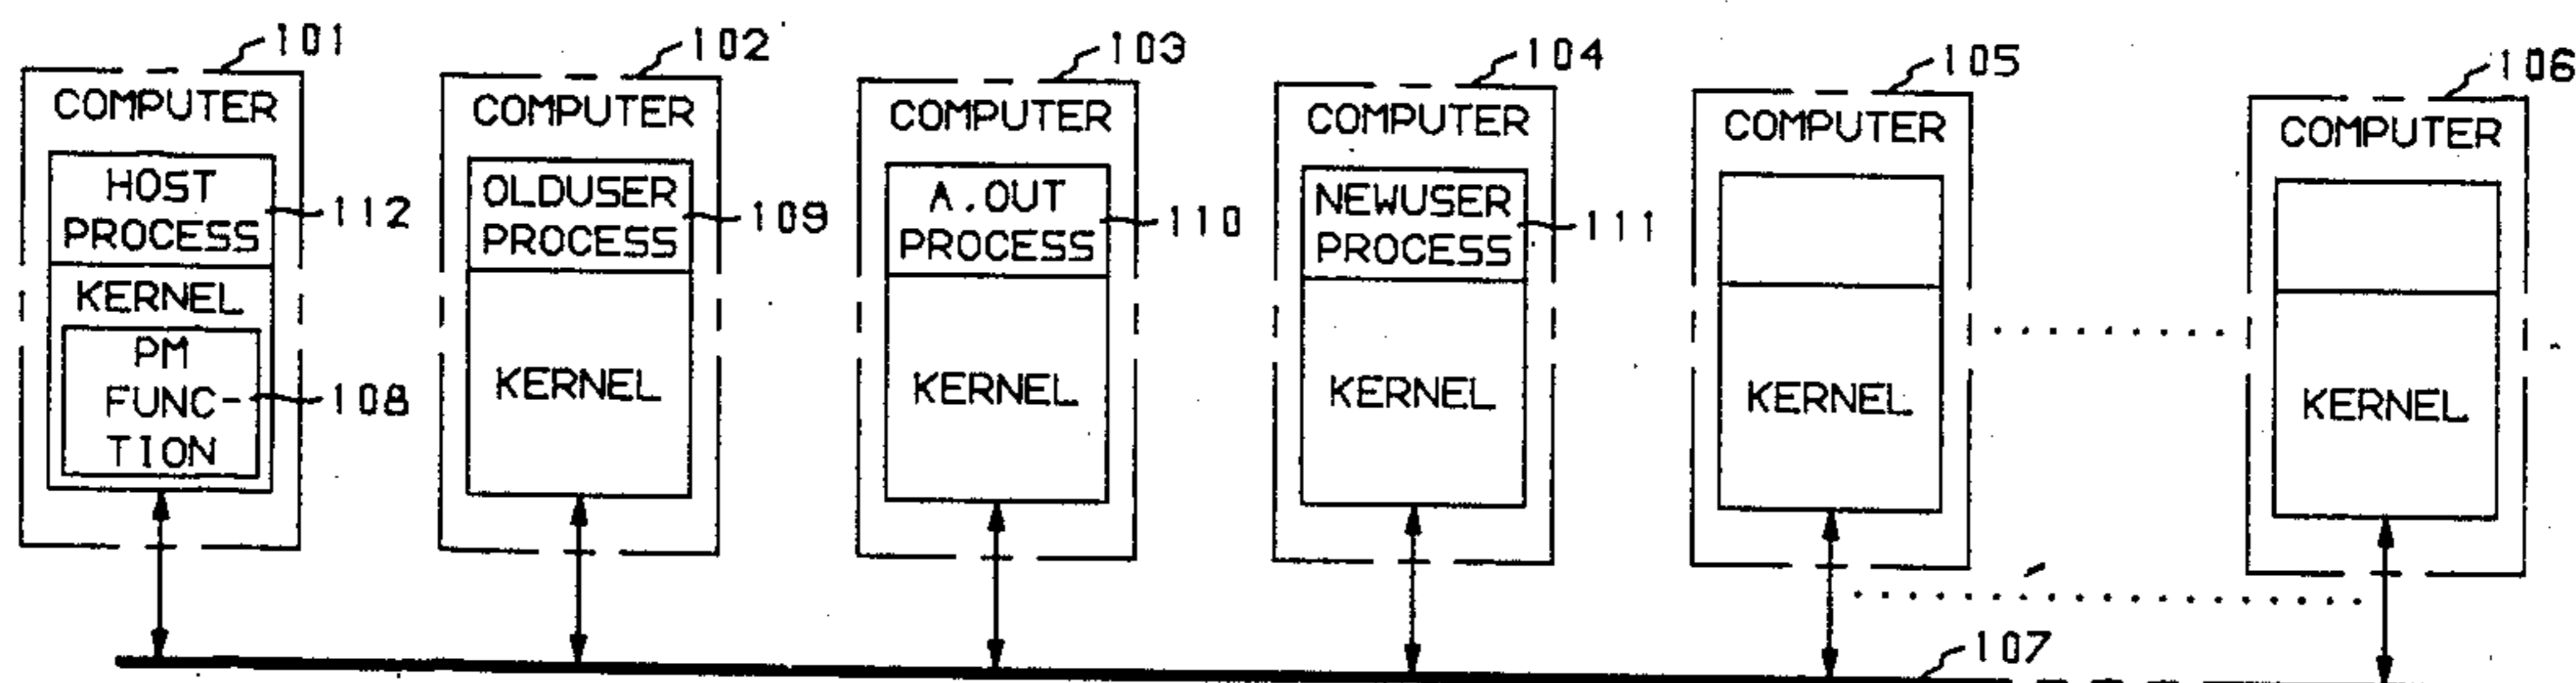 101
COMPUTER
HOST
PROCESS
112
KERNEL
PM
FUNC-
TION
108
102
COMPUTER
OLDUSER
PROCESS
109
KERNEL
103
COMPUTER
A.OUT
PROCESS
110
KERNEL
104
COMPUTER
NEWUSER
PROCESS
111
KERNEL
105
COMPUTER
KERNEL
106
COMPUTER
KERNEL
107